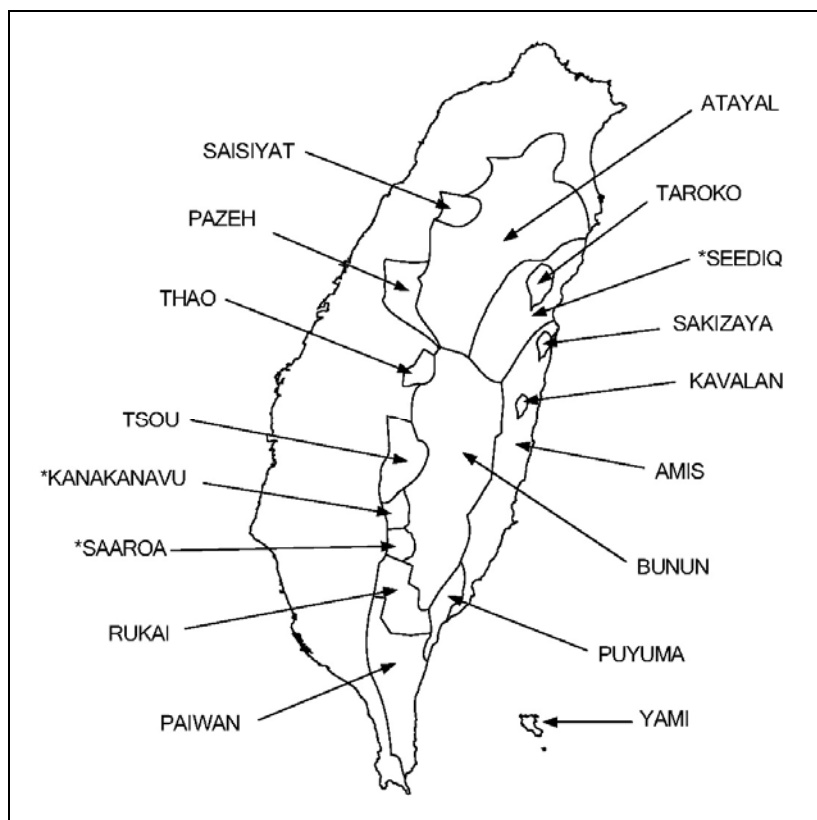 ATAYAL
SAISIYAT
TAROKO
PAZEH
*SEEDIQ
THAO
SAKIZAYA
KAVALAN
TSOU
AMIS
*KANAKANAVU
*SAAROA
BUNUN
RUKAI
PUYUMA
PAIWAN
YAMI